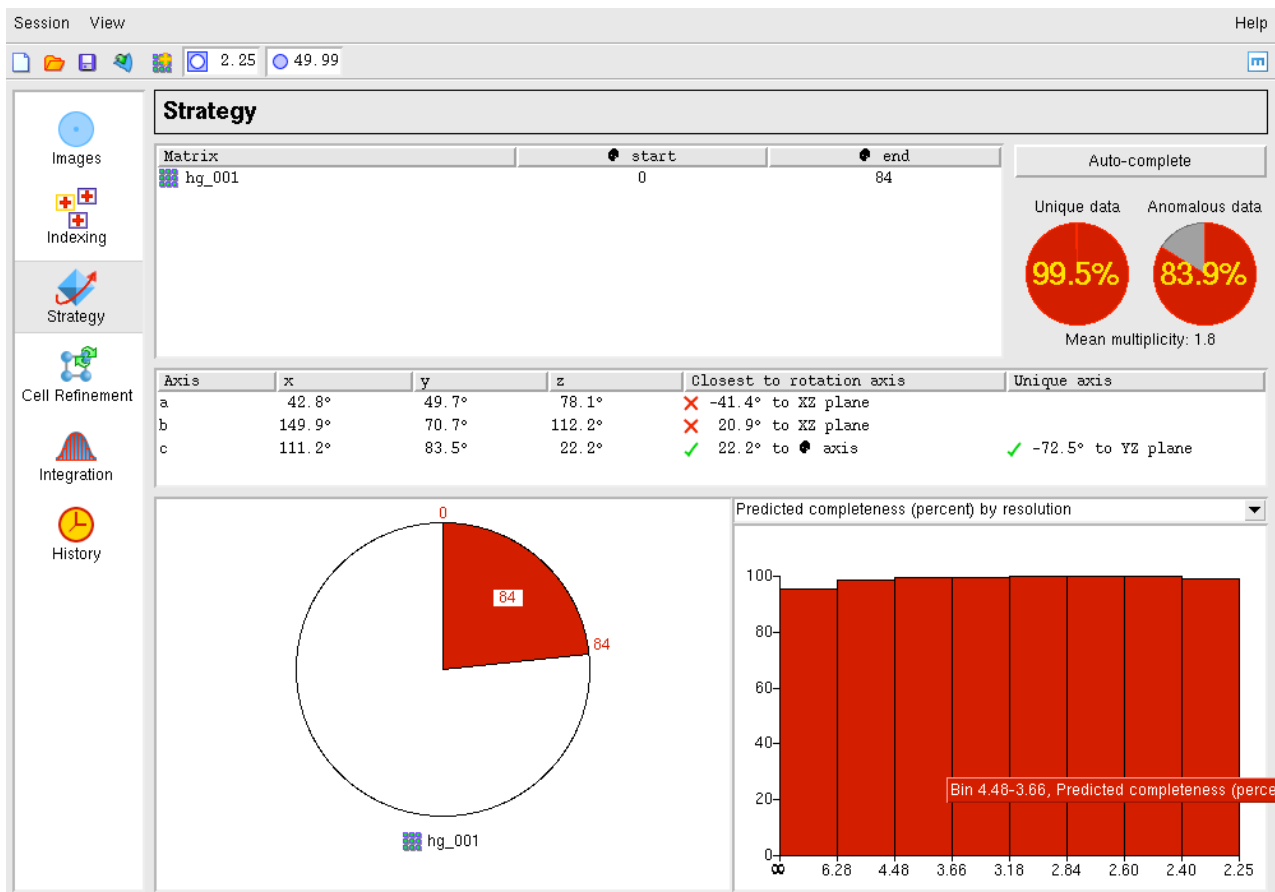 Session View Help
2.25 49.99
Strategy
Images
Indexing
Strategy
Cell Refinement
Integration
History
Matrix start end
hg_001 0 84
Auto-complete
Unique data Anomalous data
99.5% 83.9%
Mean multiplicity: 1.8
Axis x y z Closest to rotation axis Unique axis
a 42.8° 49.7° 78.1° -41.4° to XZ plane
b 149.9° 70.7° 112.2° 20.9° to XZ plane
c 111.2° 83.5° 22.2° 22.2° to axis -72.5° to YZ plane
0
84
84
hg_001
Predicted completeness (percent) by resolution
100
80
60
40
20
0
Bin 4.48-3.66, Predicted completeness (perce
∞ 6.28 4.48 3.66 3.16 2.84 2.60 2.40 2.25